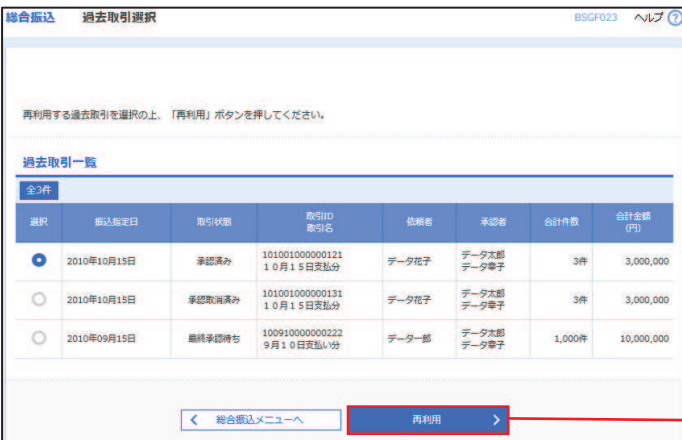 総合振込 過去取引選択 BSGF023 ヘルプ ?
再利用する過去取引を選択の上、「再利用」ボタンを押してください。
過去取引一覧
全3件
選択 振込指定日 取引状態 取引ID 取引名 依頼者 承認者 合計件数 合計金額 (円)
2010年10月15日 承認済み 101001000000121 データ花子 データ太郎 3件 3,000,000
10月15日支払分 データ幸子
2010年10月15日 承認取消済み 101001000000131 データ花子 データ太郎 3件 3,000,000
10月15日支払分 データ幸子
2010年09月15日 最終承認待ち 100910000000222 データ一郎 データ太郎 1,000件 10,000,000
9月10日支払い分 データ幸子
総合振込メニューへ 再利用